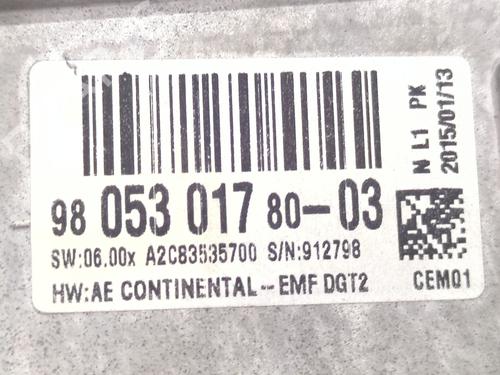 98 053 017 80-03
SW:06.00x A2C83535700 S/N:912798
HW:AE CONTINENTAL--EMF DGT2
N L1 PK
2015/01/13
CEMQ1